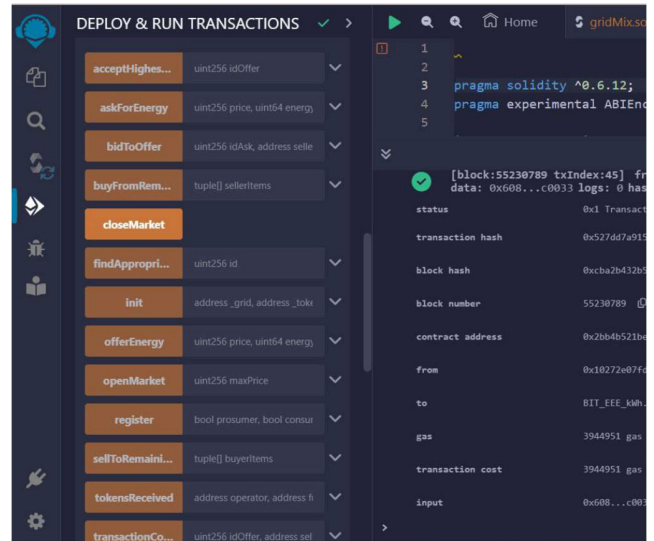 DEPLOY & RUN TRANSACTIONS
acceptHighes... uint256 idOffer
askForEnergy uint256 price, uint64 energy
bidToOffer uint256 idAsk, address selle
buyFromRem... tuple[] sellerItems
closeMarket
findAppropri... uint256 id
init address _grid, address _toke
offerEnergy uint256 price, uint64 energy
openMarket uint256 maxPrice
register bool prosumer, bool consur
sellToRemaini... tuple[] buyerItems
tokensReceived address operator, address fi
transactionCo... uint256 idOffer, address sel
Home gridMix.so
1
2
3 pragma solidity ^0.6.12;
4 pragma experimental ABIEnc
5
[block:55230789 txIndex:45] fr
data: 0x608...c0033 logs: 0 has
status 0x1 Transact
transaction hash 0x527dd7a915
block hash 0xcba2b432b5
block number 55230789
contract address 0x2bb4b521be
from 0x10272e07fd
to BIT_EEE_kWh.
gas 3944951 gas
transaction cost 3944951 gas
input 0x608...c003